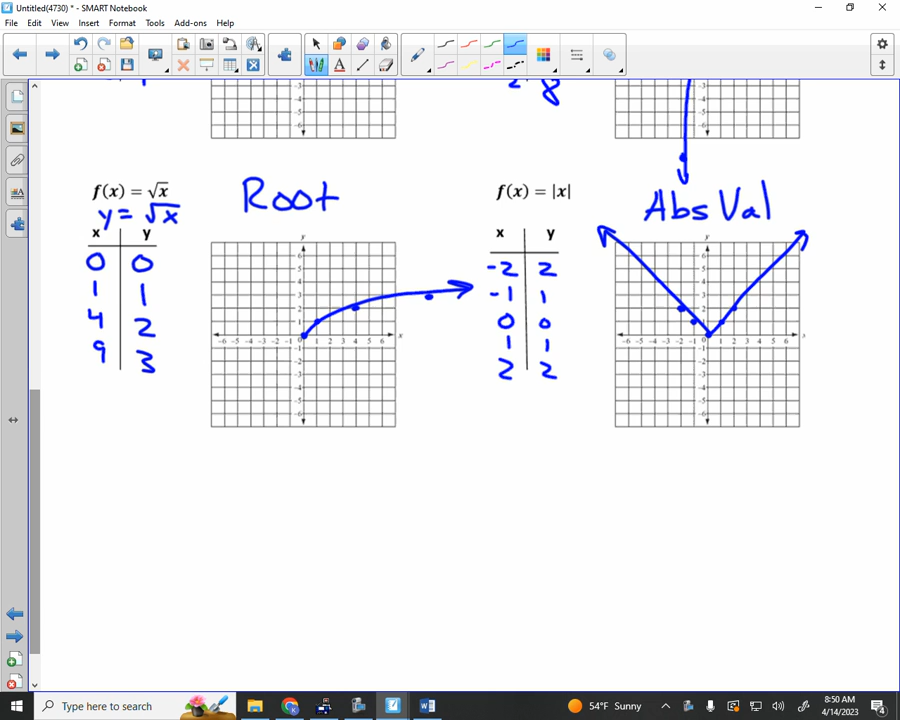 Untitled(4730) * - SMART Notebook
File Edit View Insert Format Tools Add-ons Help
2 8
f(x) = √x
Root
y = √x
x y
0 0
1 1
4 2
9 3
f(x) = |x|
Abs Val
x y
-2 2
-1 1
0 0
1 1
2 2
Type here to search
54°F Sunny
8:50 AM
4/14/2023